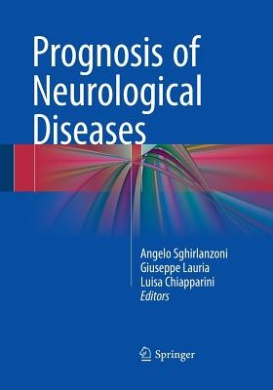 Prognosis of
Neurological
Diseases
Angelo Sghirlanzoni
Giuseppe Lauria
Luisa Chiapparini
Editors
Springer